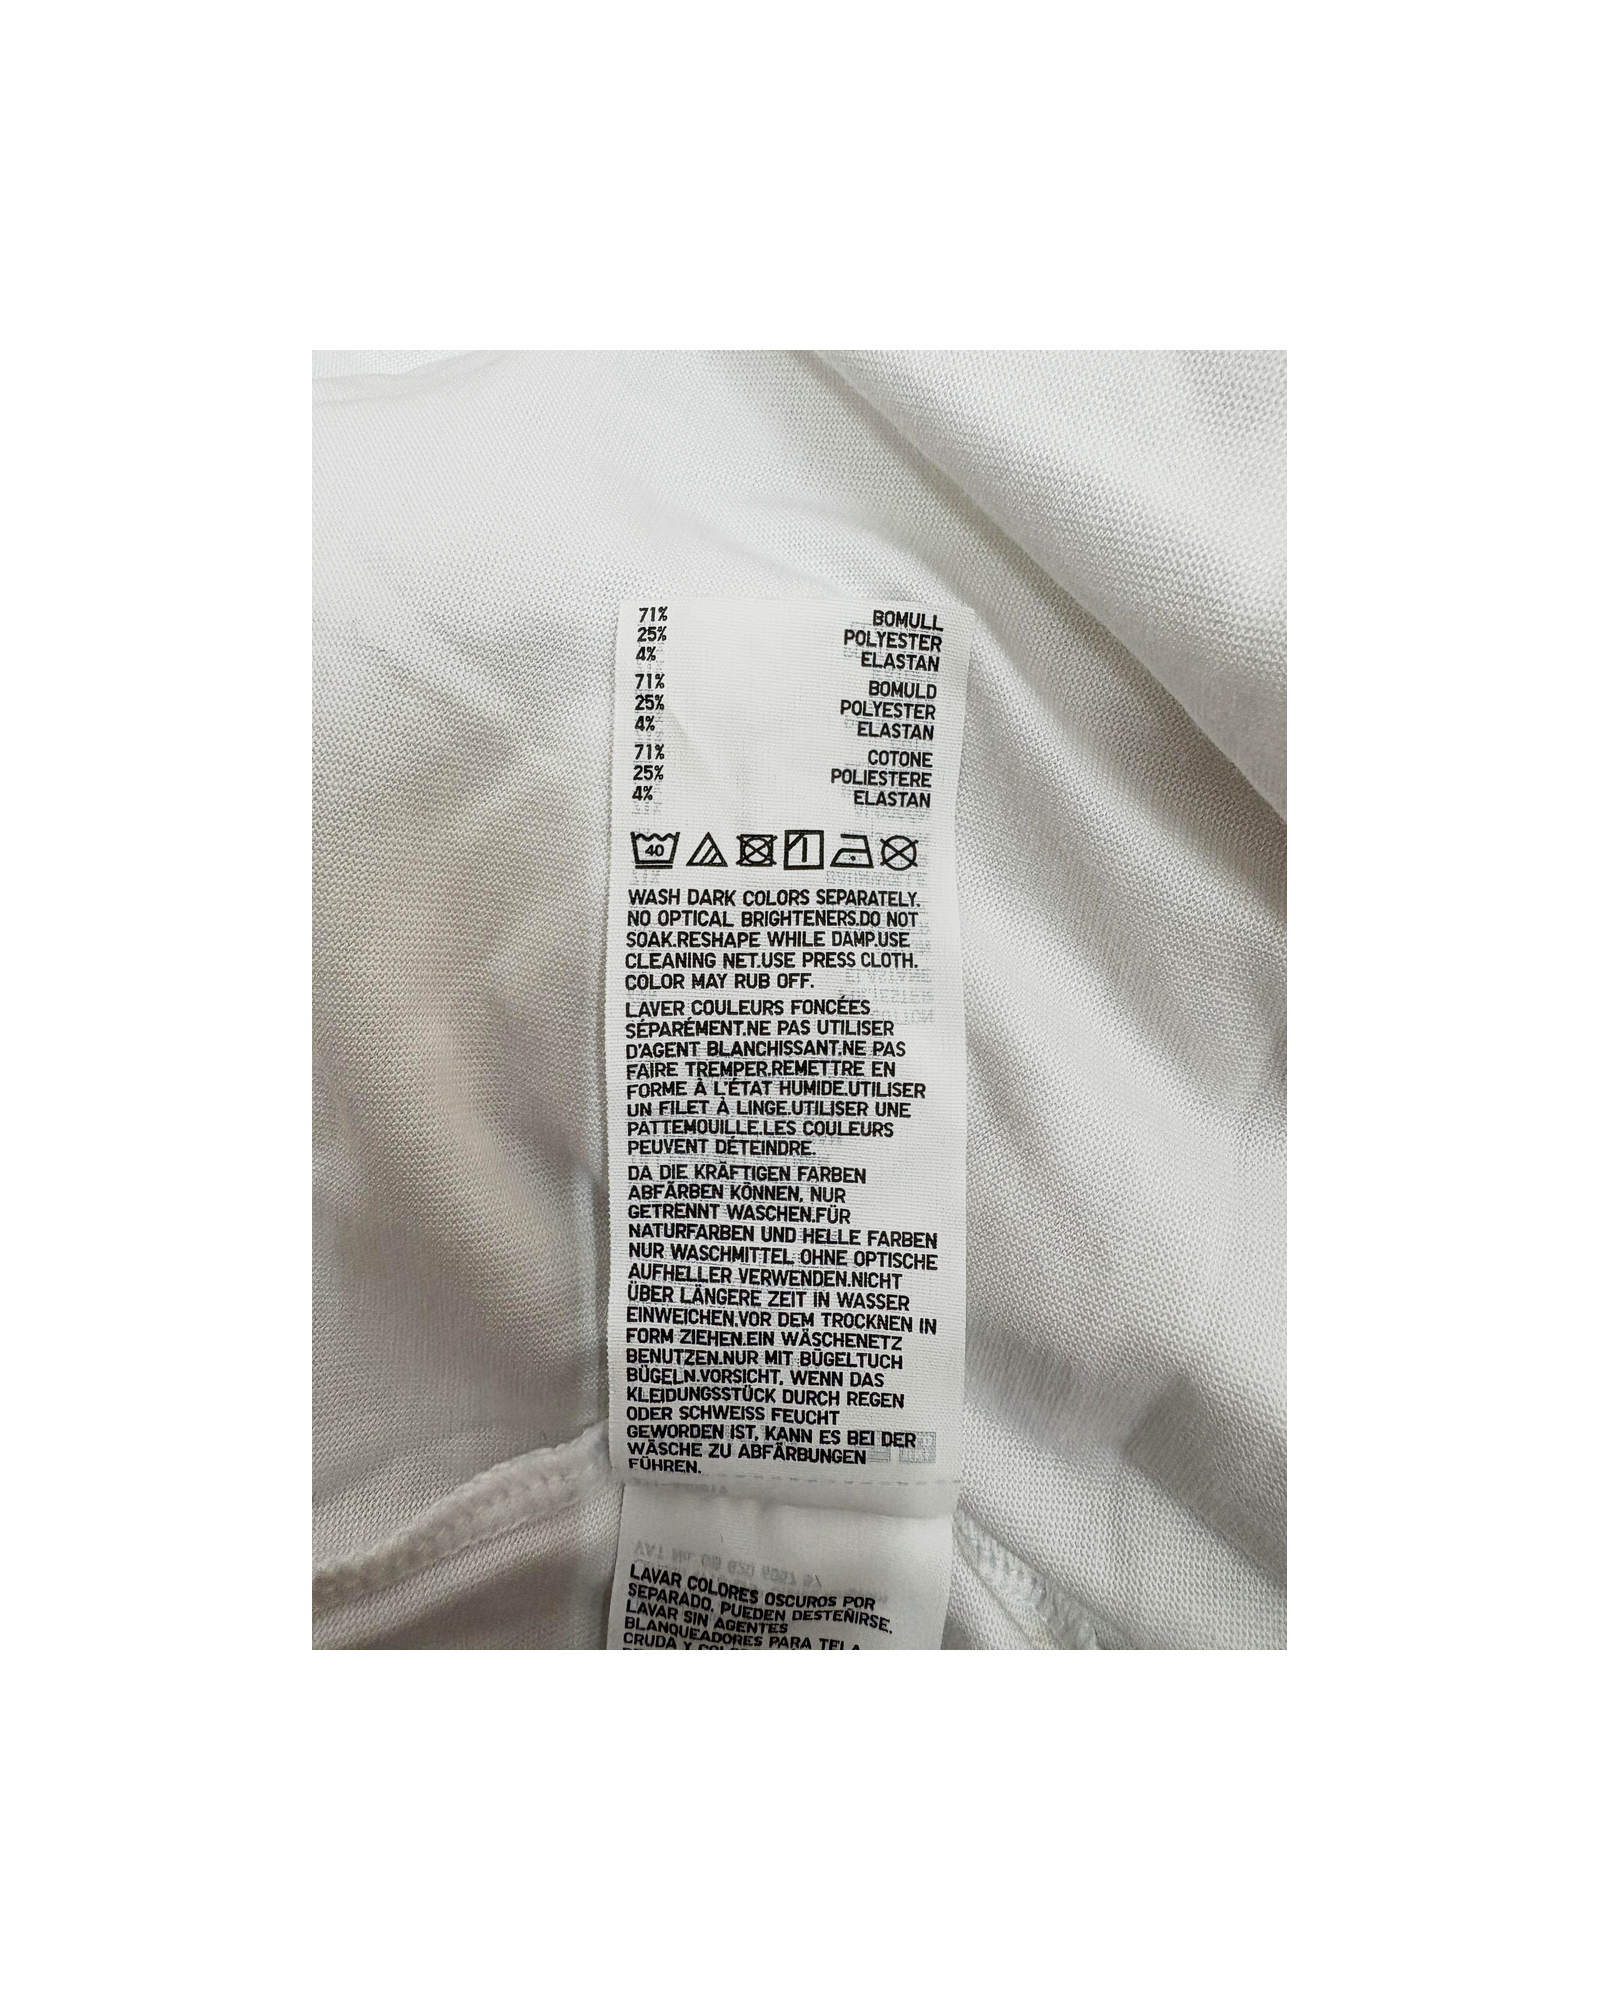 71% BOMULL
25% POLYESTER
4% ELASTAN
71% BOMULD
25% POLYESTER
4% ELASTAN
71% COTONE
25% POLIESTERE
4% ELASTAN
40
WASH DARK COLORS SEPARATELY.
NO OPTICAL BRIGHTENERS.DO NOT
SOAK.RESHAPE WHILE DAMP.USE
CLEANING NET.USE PRESS CLOTH.
COLOR MAY RUB OFF.
LAVER COULEURS FONCÉES
SÉPARÉMENT.NE PAS UTILISER
D'AGENT BLANCHISSANT.NE PAS
FAIRE TREMPER.REMETTRE EN
FORME À L'ÉTAT HUMIDE.UTILISER
UN FILET À LINGE.UTILISER UNE
PATTEMOUILLE.LES COULEURS
PEUVENT DÉTEINDRE.
DA DIE KRÄFTIGEN FARBEN
ABFÄRBEN KÖNNEN, NUR
GETRENNT WASCHEN.FÜR
NATURFARBEN UND HELLE FARBEN
NUR WASCHMITTEL OHNE OPTISCHE
AUFHELLER VERWENDEN.NICHT
ÜBER LÄNGERE ZEIT IN WASSER
EINWEICHEN.VOR DEM TROCKNEN IN
FORM ZIEHEN.EIN WÄSCHENETZ
BENUTZEN.NUR MIT BÜGELTUCH
BÜGELN.VORSICHT, WENN DAS
KLEIDUNGSSTÜCK DURCH REGEN
ODER SCHWEISS FEUCHT
GEWORDEN IST, KANN ES BEI DER
WÄSCHE ZU ABFÄRBUNGEN
FÜHREN.
LAVAR COLORES OSCUROS POR
SEPARADO, PUEDEN DESTEÑIRSE.
LAVAR SIN AGENTES
BLANQUEADORES PARA TELA
CRUDA Y